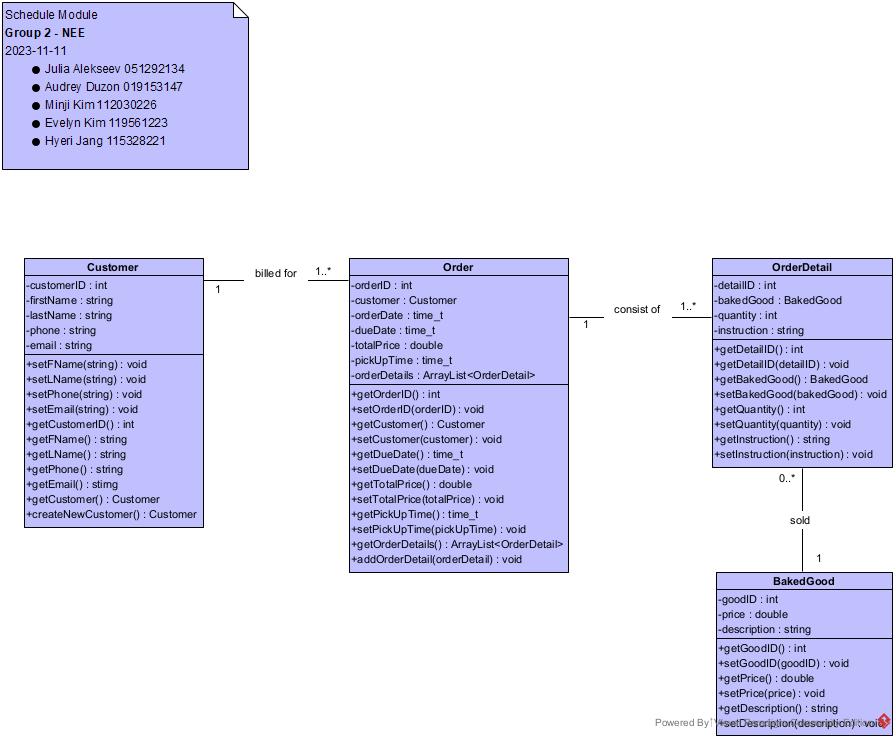 Schedule Module
Group 2 - NEE
2023-11-11
● Julia Alekseev 051292134
● Audrey Duzon 019153147
● Minji Kim 112030226
● Evelyn Kim 119561223
● Hyeri Jang 115328221
Customer
-customerID : int
-firstName : string
-lastName : string
-phone : string
-email : string
+setFName(string) : void
+setLName(string) : void
+setPhone(string) : void
+setEmail(string) : void
+getCustomerID() : int
+getFName() : string
+getLName() : string
+getPhone() : string
+getEmail() : stimg
+getCustomer() : Customer
+createNewCustomer() : Customer
1
billed for
1..*
Order
-orderID : int
-customer : Customer
-orderDate : time_t
-dueDate : time_t
-totalPrice : double
-pickUpTime : time_t
-orderDetails : ArrayList<OrderDetail>
+getOrderID() : int
+setOrderID(orderID) : void
+getCustomer() : Customer
+setCustomer(customer) : void
+getDueDate() : time_t
+setDueDate(dueDate) : void
+getTotalPrice() : double
+setTotalPrice(totalPrice) : void
+getPickUpTime() : time_t
+setPickUpTime(pickUpTime) : void
+getOrderDetails() : ArrayList<OrderDetail>
+addOrderDetail(orderDetail) : void
1
consist of
1..*
OrderDetail
-detailID : int
-bakedGood : BakedGood
-quantity : int
-instruction : string
+getDetailID() : int
+getDetailID(detailID) : void
+getBakedGood() : BakedGood
+setBakedGood(bakedGood) : void
+getQuantity() : int
+setQuantity(quantity) : void
+getInstruction() : string
+setInstruction(instruction) : void
0..*
sold
1
BakedGood
-goodID : int
-price : double
-description : string
+getGoodID() : int
+setGoodID(goodID) : void
+getPrice() : double
+setPrice(price) : void
+getDescription() : string
+setDescription(description) : void
Powered By